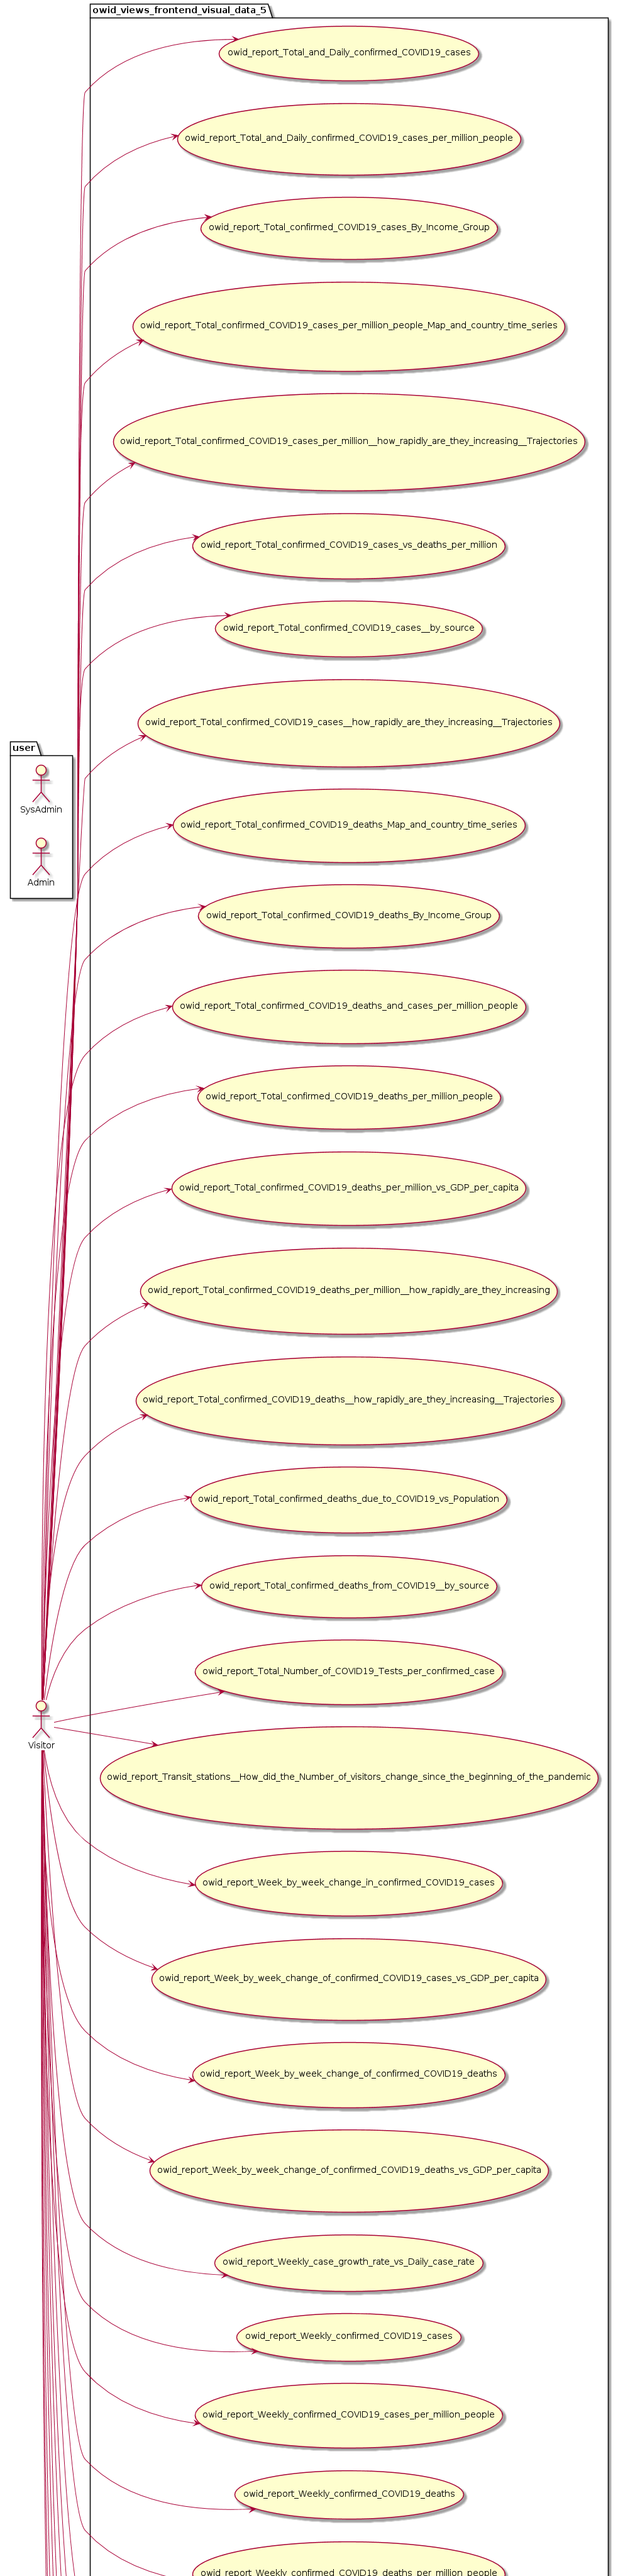 owid_views_frontend_visual_data_5
owid_report_Total_and_Daily_confirmed_COVID19_cases
owid_report_Total_and_Daily_confirmed_COVID19_cases_per_million_people
owid_report_Total_confirmed_COVID19_cases_By_Income_Group
owid_report_Total_confirmed_COVID19_cases_per_million_people_Map_and_country_time_series
owid_report_Total_confirmed_COVID19_cases_per_million__how_rapidly_are_they_increasing__Trajectories
owid_report_Total_confirmed_COVID19_cases_vs_deaths_per_million
owid_report_Total_confirmed_COVID19_cases__by_source
owid_report_Total_confirmed_COVID19_cases__how_rapidly_are_they_increasing__Trajectories
user
SysAdmin
Admin
owid_report_Total_confirmed_COVID19_deaths_Map_and_country_time_series
owid_report_Total_confirmed_COVID19_deaths_By_Income_Group
owid_report_Total_confirmed_COVID19_deaths_and_cases_per_million_people
owid_report_Total_confirmed_COVID19_deaths_per_million_people
owid_report_Total_confirmed_COVID19_deaths_per_million_vs_GDP_per_capita
owid_report_Total_confirmed_COVID19_deaths_per_million__how_rapidly_are_they_increasing
owid_report_Total_confirmed_COVID19_deaths__how_rapidly_are_they_increasing__Trajectories
owid_report_Total_confirmed_deaths_due_to_COVID19_vs_Population
owid_report_Total_confirmed_deaths_from_COVID19__by_source
owid_report_Total_Number_of_COVID19_Tests_per_confirmed_case
Visitor
owid_report_Transit_stations__How_did_the_Number_of_visitors_change_since_the_beginning_of_the_pandemic
owid_report_Week_by_week_change_in_confirmed_COVID19_cases
owid_report_Week_by_week_change_of_confirmed_COVID19_cases_vs_GDP_per_capita
owid_report_Week_by_week_change_of_confirmed_COVID19_deaths
owid_report_Week_by_week_change_of_confirmed_COVID19_deaths_vs_GDP_per_capita
owid_report_Weekly_case_growth_rate_vs_Daily_case_rate
owid_report_Weekly_confirmed_COVID19_cases
owid_report_Weekly_confirmed_COVID19_cases_per_million_people
owid_report_Weekly_confirmed_COVID19_deaths
owid_report_Weekly_confirmed_COVID19_deaths_per_million_people